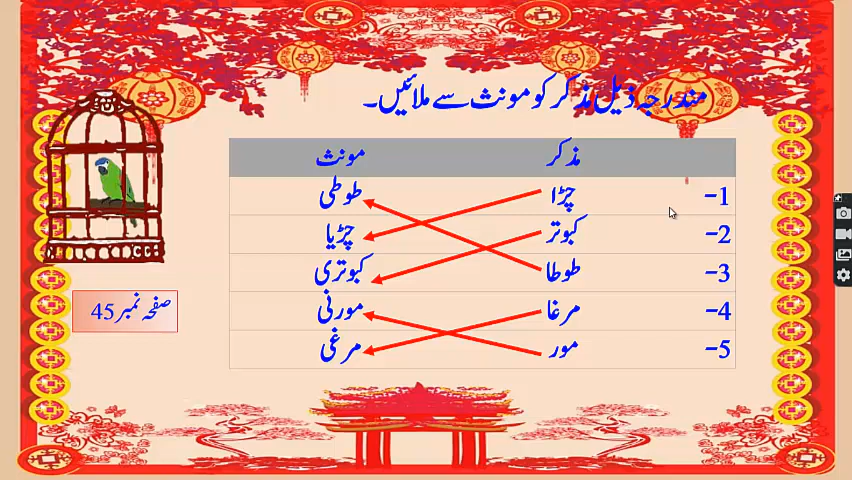 مندرجہ ذیل مذکر کو مونث سے ملائیں۔
مذکر مونث
1- چڑا طوطی
2- کبوتر چڑیا
3- طوطا کبوتری
4- مرغا مورنی
5- مور مرغی
صفحہ نمبر 45